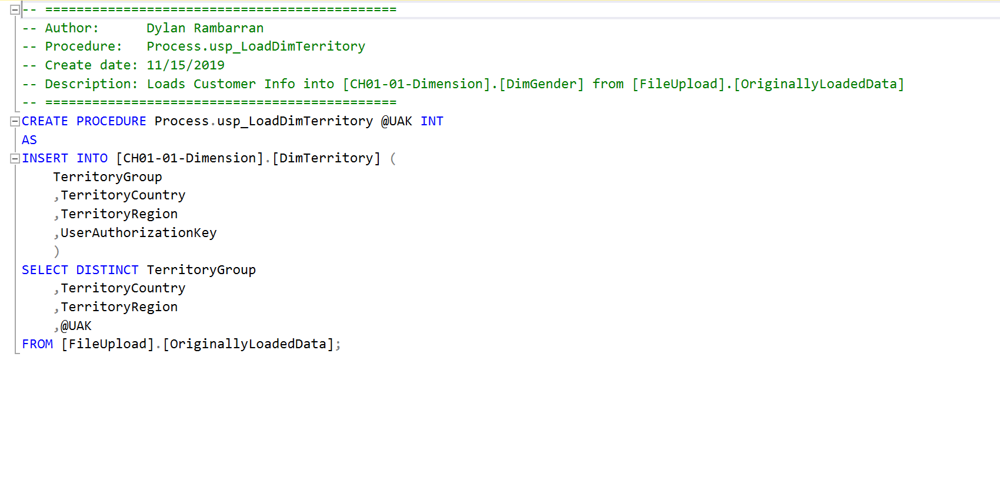 -- =============================================
-- Author:      Dylan Rambarran
-- Procedure:   Process.usp_LoadDimTerritory
-- Create date: 11/15/2019
-- Description: Loads Customer Info into [CH01-01-Dimension].[DimGender] from [FileUpload].[OriginallyLoadedData]
-- =============================================
CREATE PROCEDURE Process.usp_LoadDimTerritory @UAK INT
AS
INSERT INTO [CH01-01-Dimension].[DimTerritory] (
    TerritoryGroup
    ,TerritoryCountry
    ,TerritoryRegion
    ,UserAuthorizationKey
    )
SELECT DISTINCT TerritoryGroup
    ,TerritoryCountry
    ,TerritoryRegion
    ,@UAK
FROM [FileUpload].[OriginallyLoadedData];